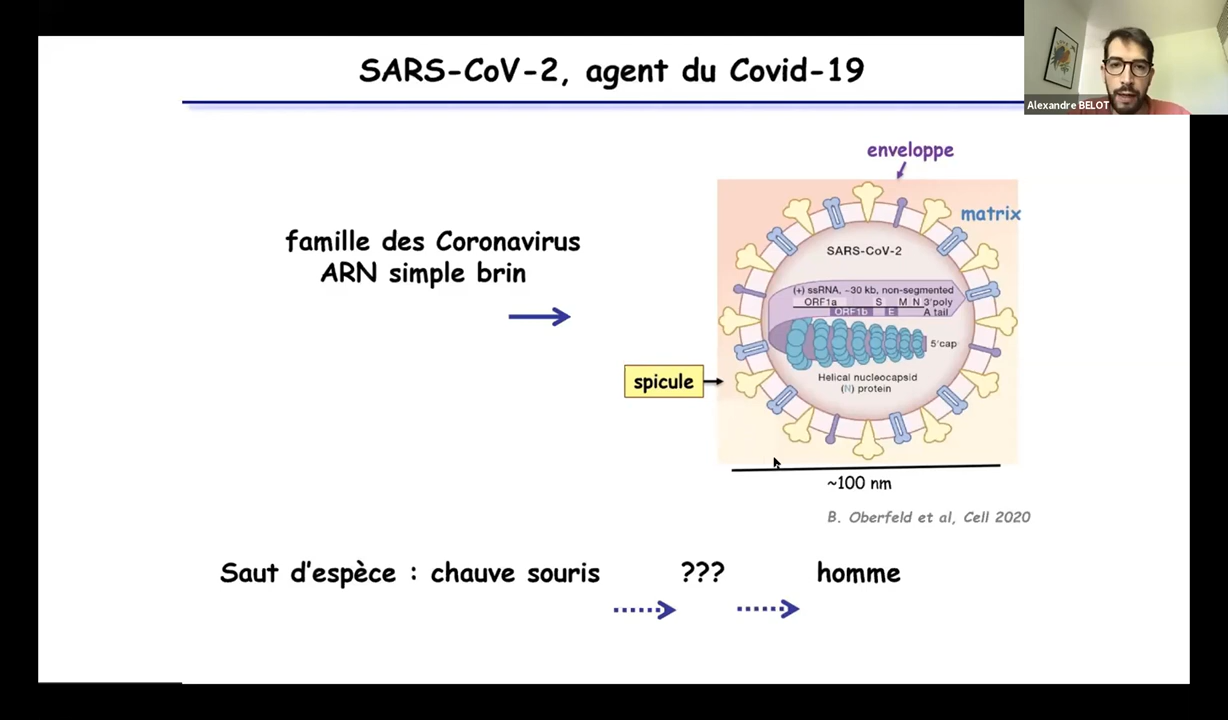 SARS-CoV-2, agent du Covid-19
Alexandre BELOT
enveloppe
matrix
famille des Coronavirus
ARN simple brin
SARS-CoV-2
(+) ssRNA, ~30 kb, non-segmented
ORF1a S M N 3'poly
ORF1b E A tail
5'cap
spicule
Helical nucleocapsid
(N) protein
~100 nm
B. Oberfeld et al, Cell 2020
Saut d'espèce : chauve souris ??? homme